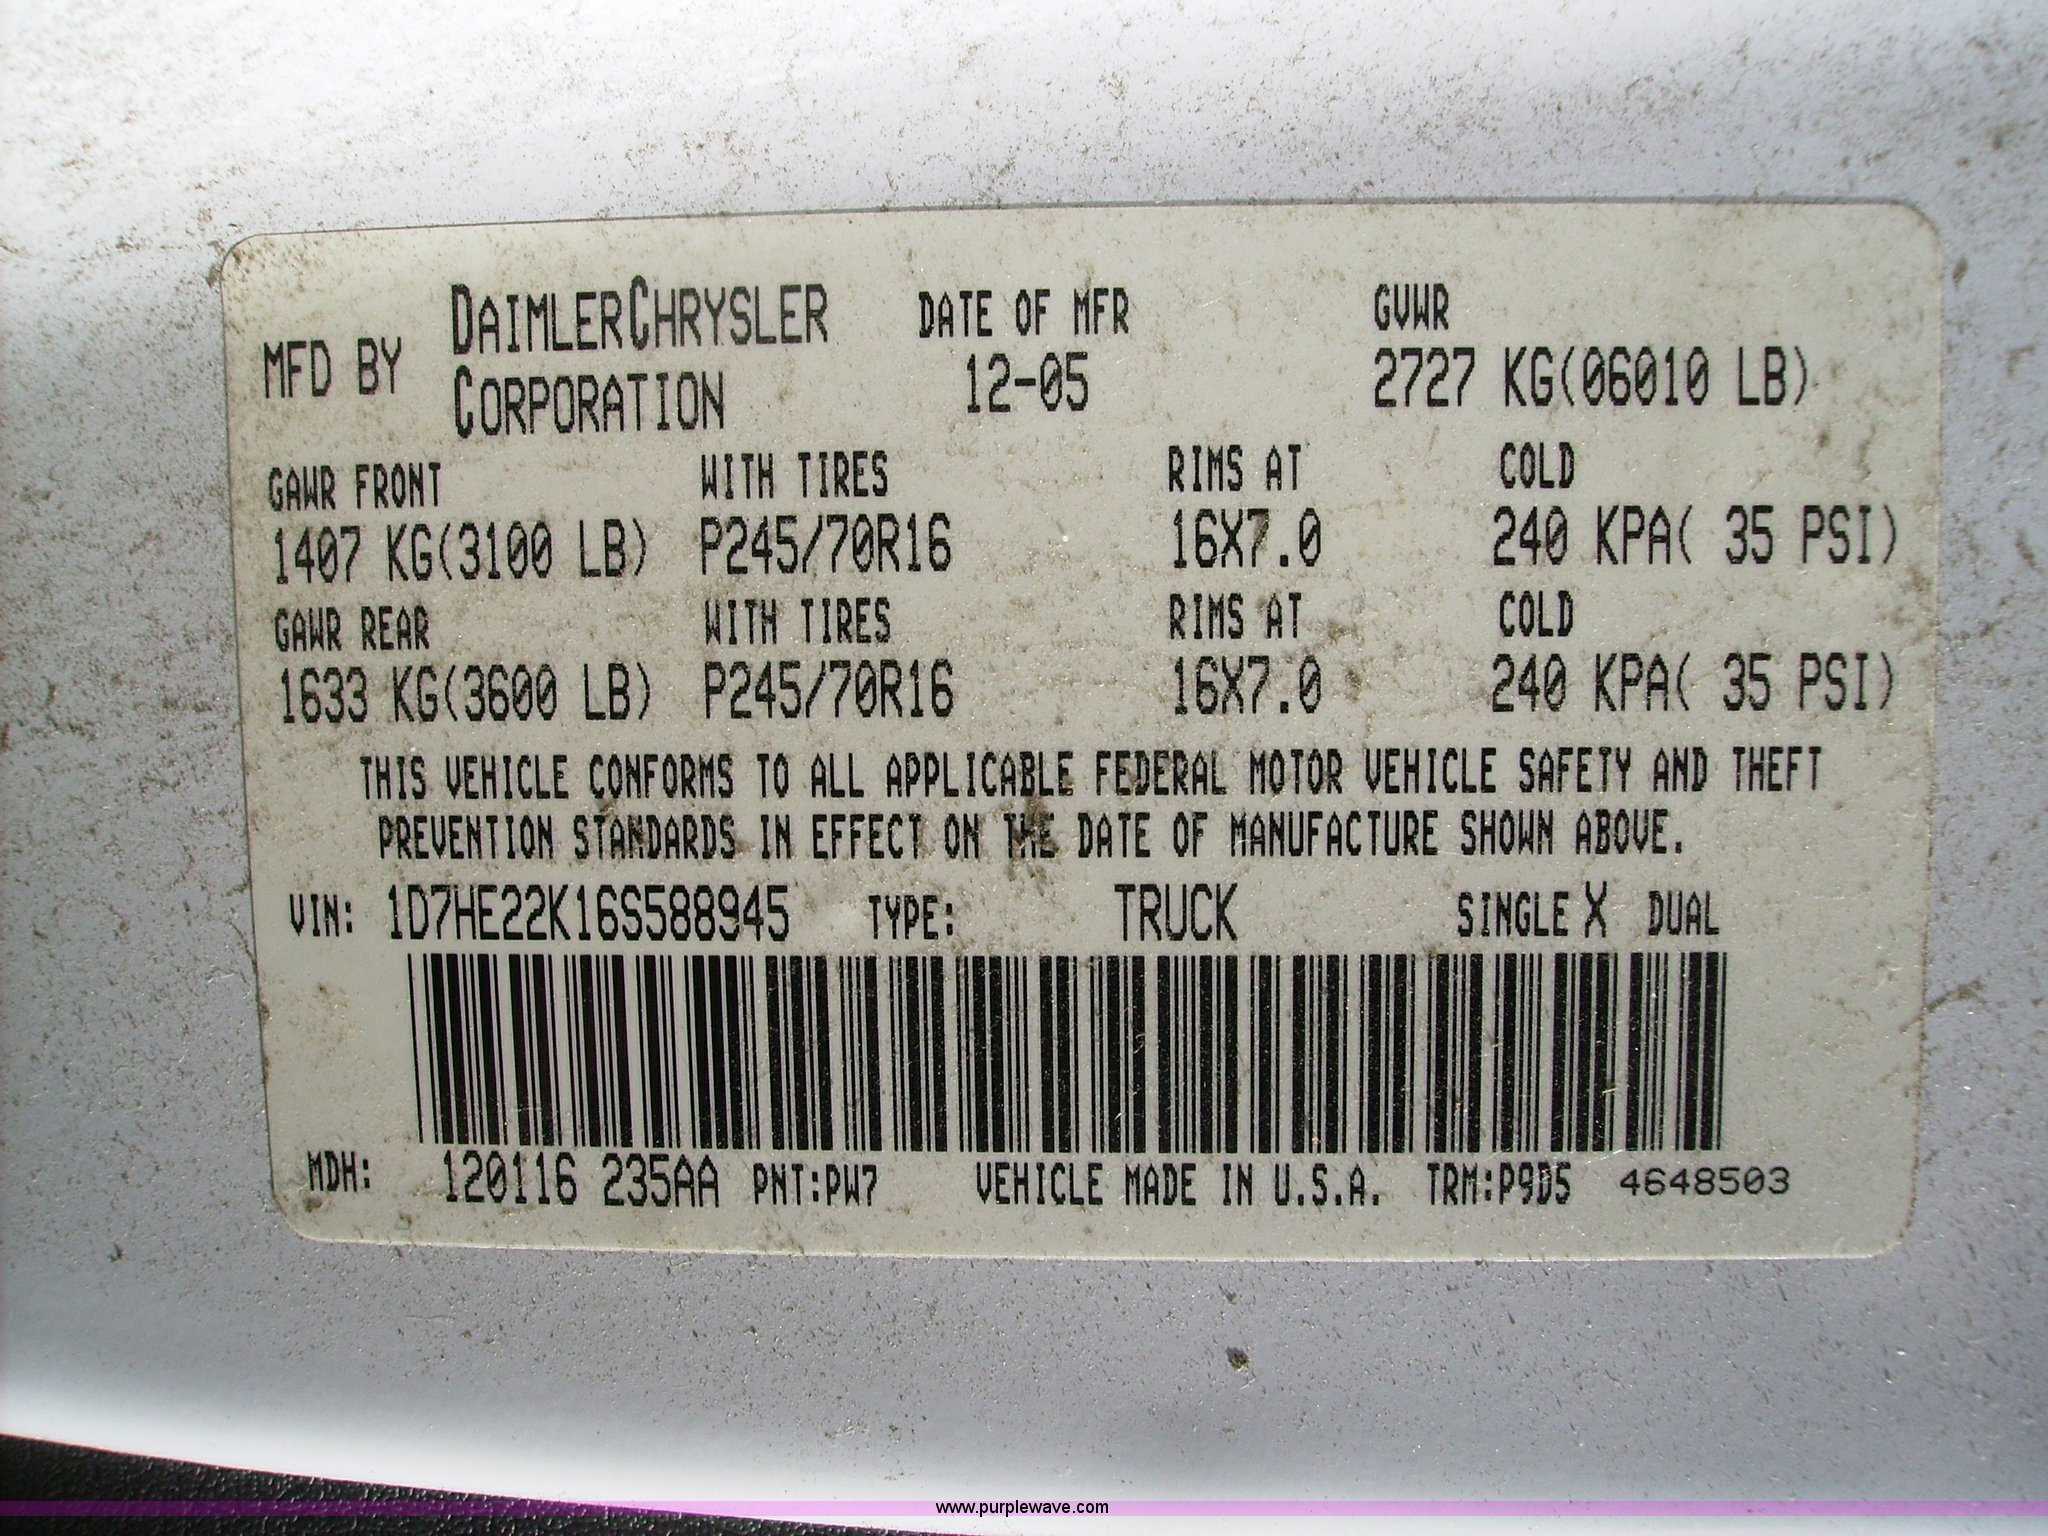 MFD BY DAIMLERCHRYSLER CORPORATION DATE OF MFR 12-05 GVWR 2727 KG(06010 LB)
GAWR FRONT WITH TIRES RIMS AT COLD
1407 KG(3100 LB) P245/70R16 16X7.0 240 KPA( 35 PSI)
GAWR REAR WITH TIRES RIMS AT COLD
1633 KG(3600 LB) P245/70R16 16X7.0 240 KPA( 35 PSI)
THIS VEHICLE CONFORMS TO ALL APPLICABLE FEDERAL MOTOR VEHICLE SAFETY AND THEFT
PREVENTION STANDARDS IN EFFECT ON THE DATE OF MANUFACTURE SHOWN ABOVE.
VIN: 1D7HE22K16S588945 TYPE: TRUCK SINGLE X DUAL
MDH: 120116 235AA PNT:PW7 VEHICLE MADE IN U.S.A. TRM:P9D5 4648503
www.purplewave.com